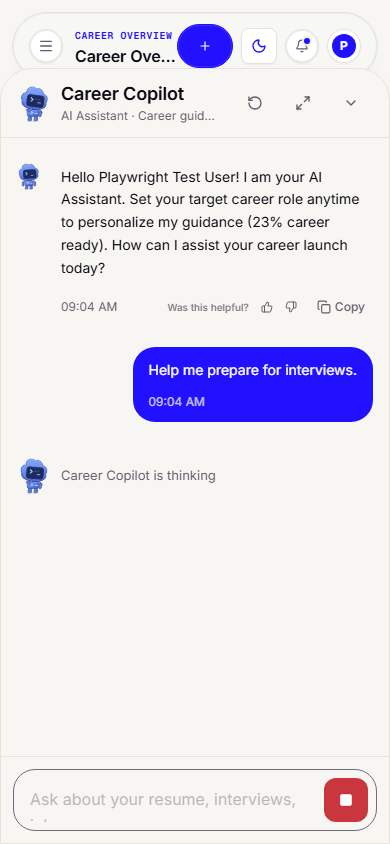 CAREER OVERVIEW
Career Ove...
P
Career Copilot
AI Assistant · Career guid...
Hello Playwright Test User! I am your AI
Assistant. Set your target career role anytime
to personalize my guidance (23% career
ready). How can I assist your career launch
today?
09:04 AM
Was this helpful?
Copy
Help me prepare for interviews.
09:04 AM
Career Copilot is thinking
Ask about your resume, interviews,